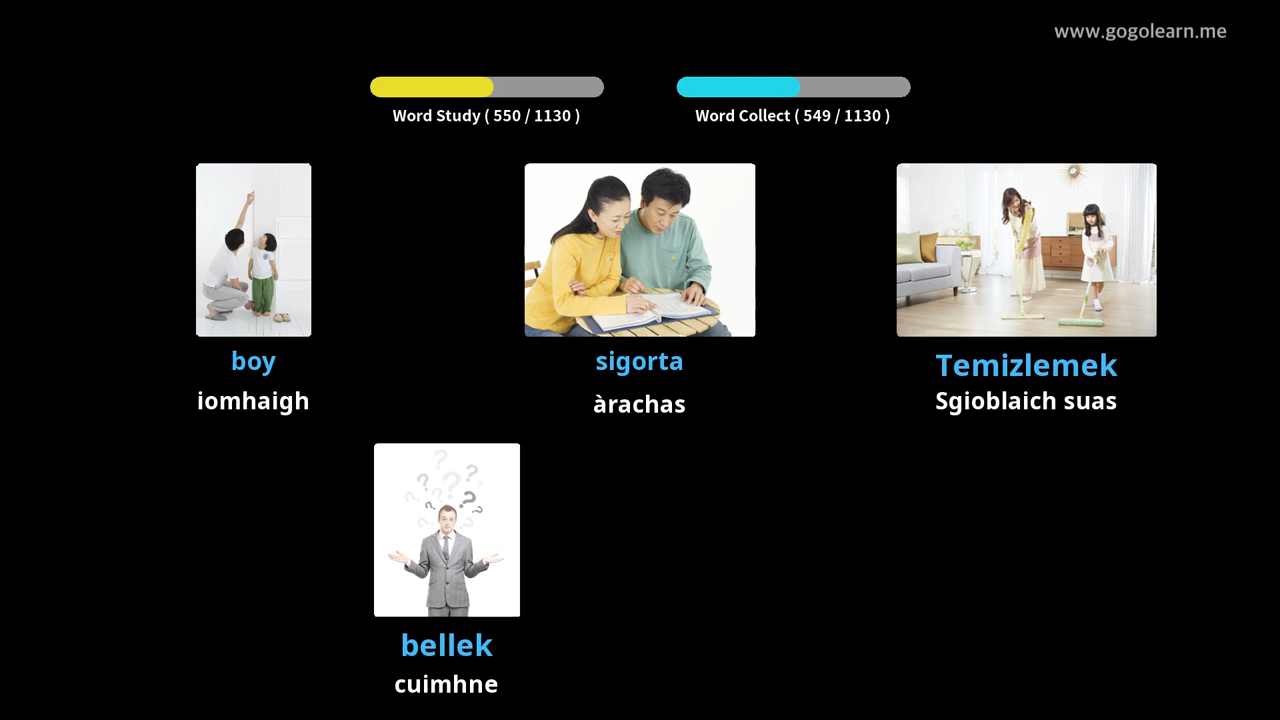 www.gogolearn.me
Word Study ( 550 / 1130 )
Word Collect ( 549 / 1130 )
boy
iomhaigh
sigorta
àrachas
Temizlemek
Sgioblaich suas
bellek
cuimhne